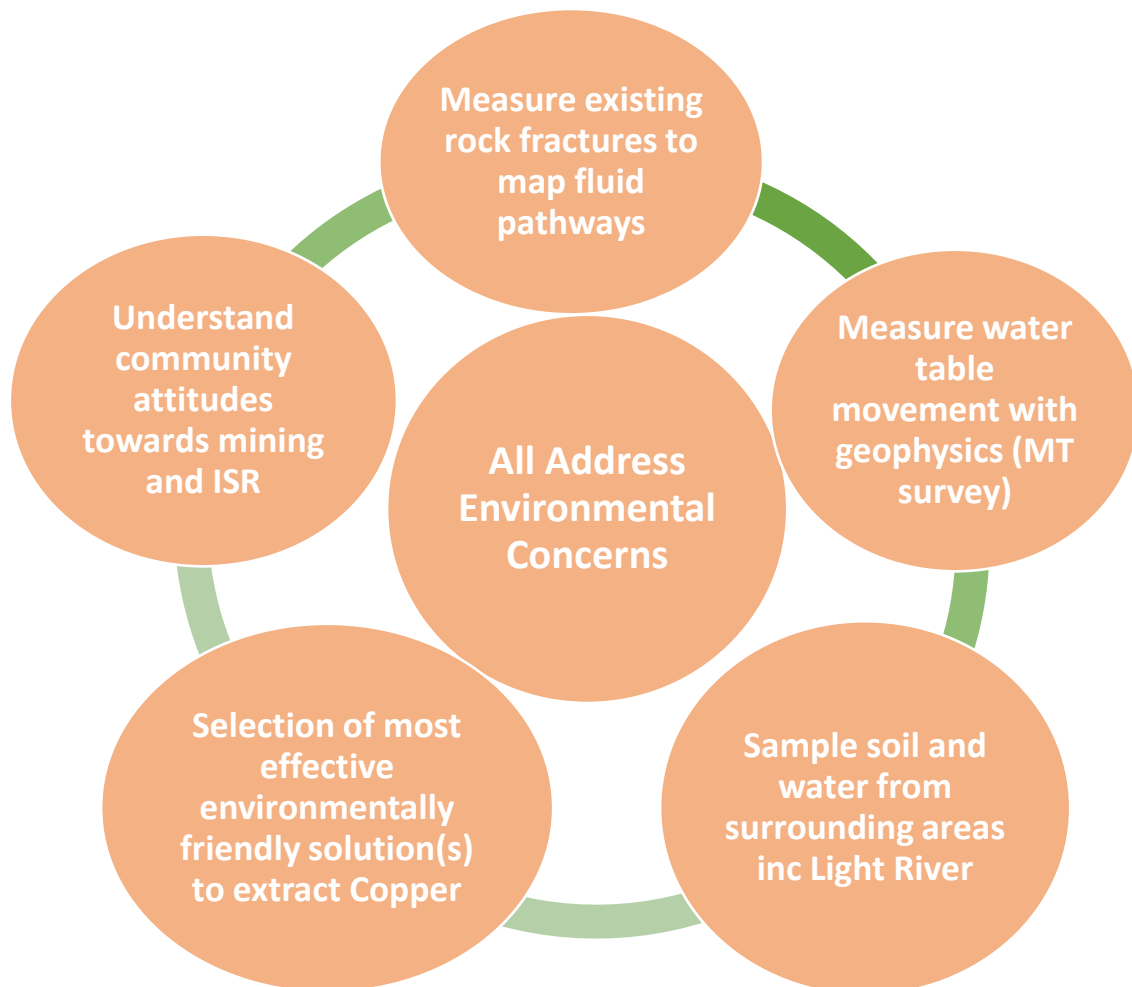 Measure existing
rock fractures to
map fluid
pathways
Measure water
table
movement with
geophysics (MT
survey)
Sample soil and
water from
surrounding areas
inc Light River
Selection of most
effective
environmentally
friendly solution(s)
to extract Copper
Understand
community
attitudes
towards mining
and ISR
All Address
Environmental
Concerns